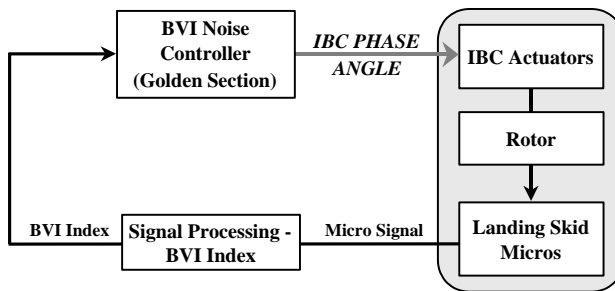 BVI Noise
Controller
(Golden Section)
IBC PHASE
ANGLE
IBC Actuators
Rotor
Landing Skid
Micros
Micro Signal
Signal Processing -
BVI Index
BVI Index